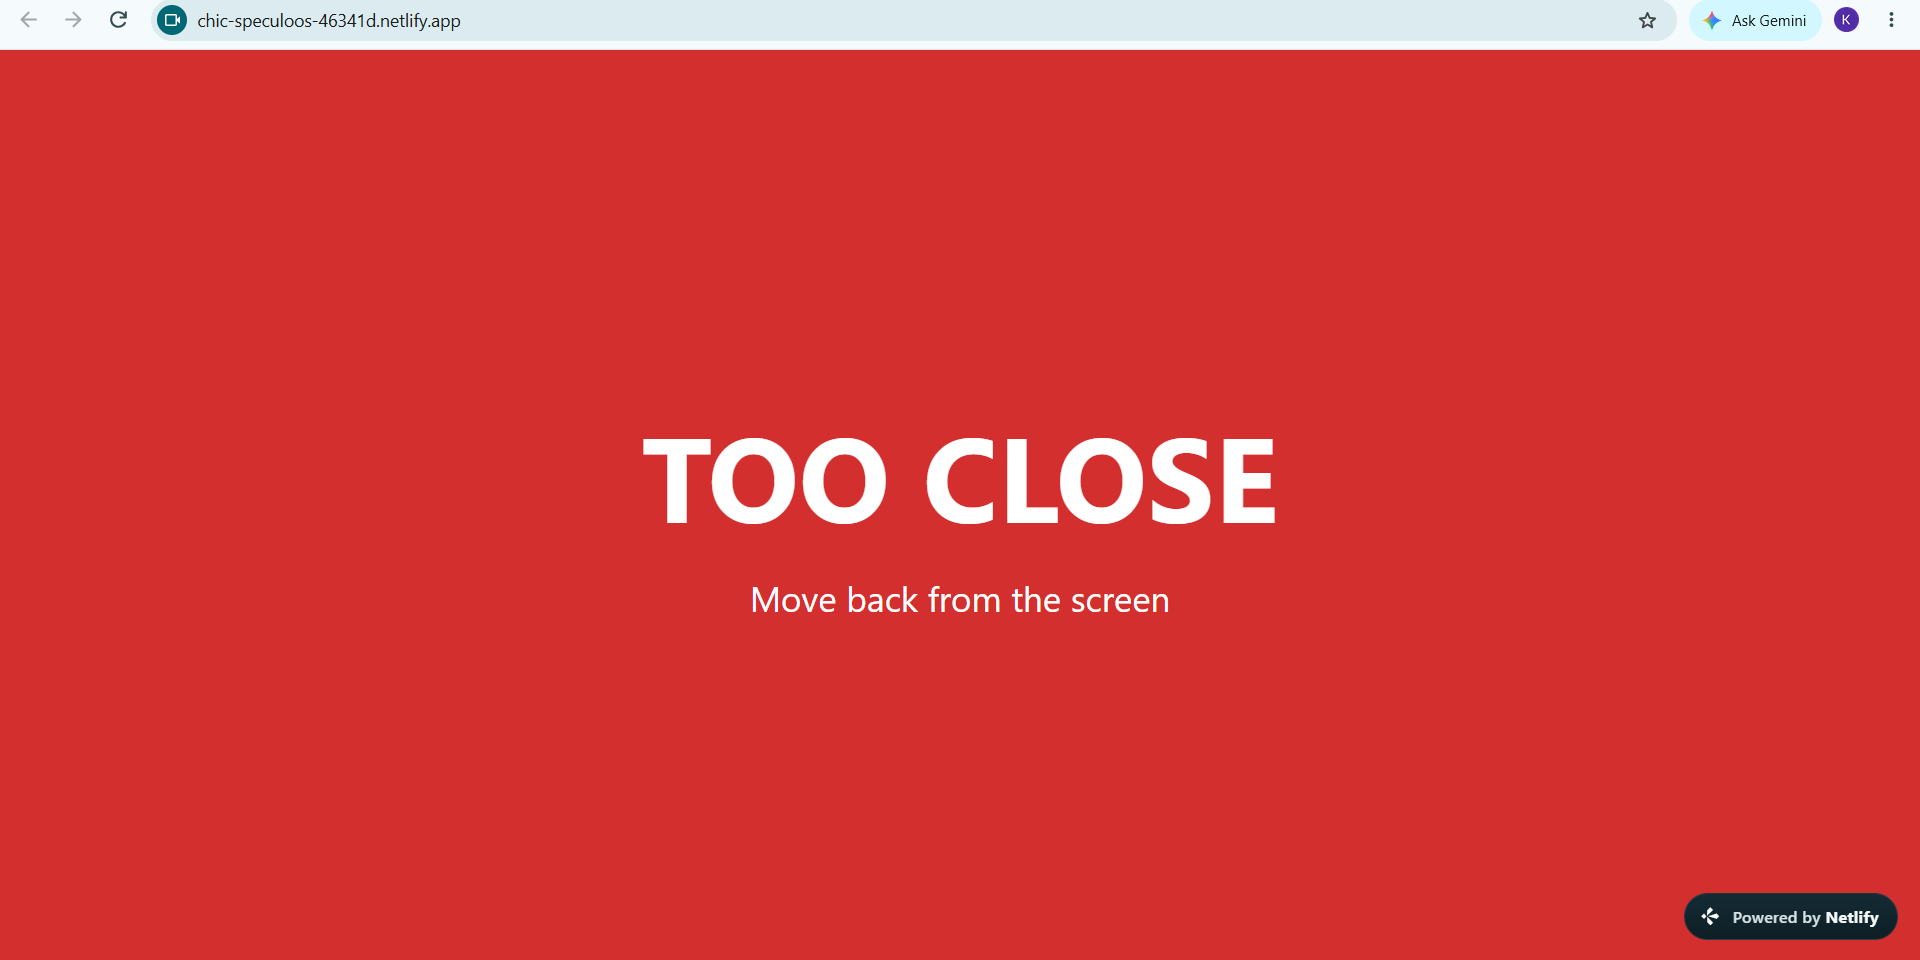 chic-speculoos-46341d.netlify.app
Ask Gemini
K
TOO CLOSE
Move back from the screen
Powered by Netlify